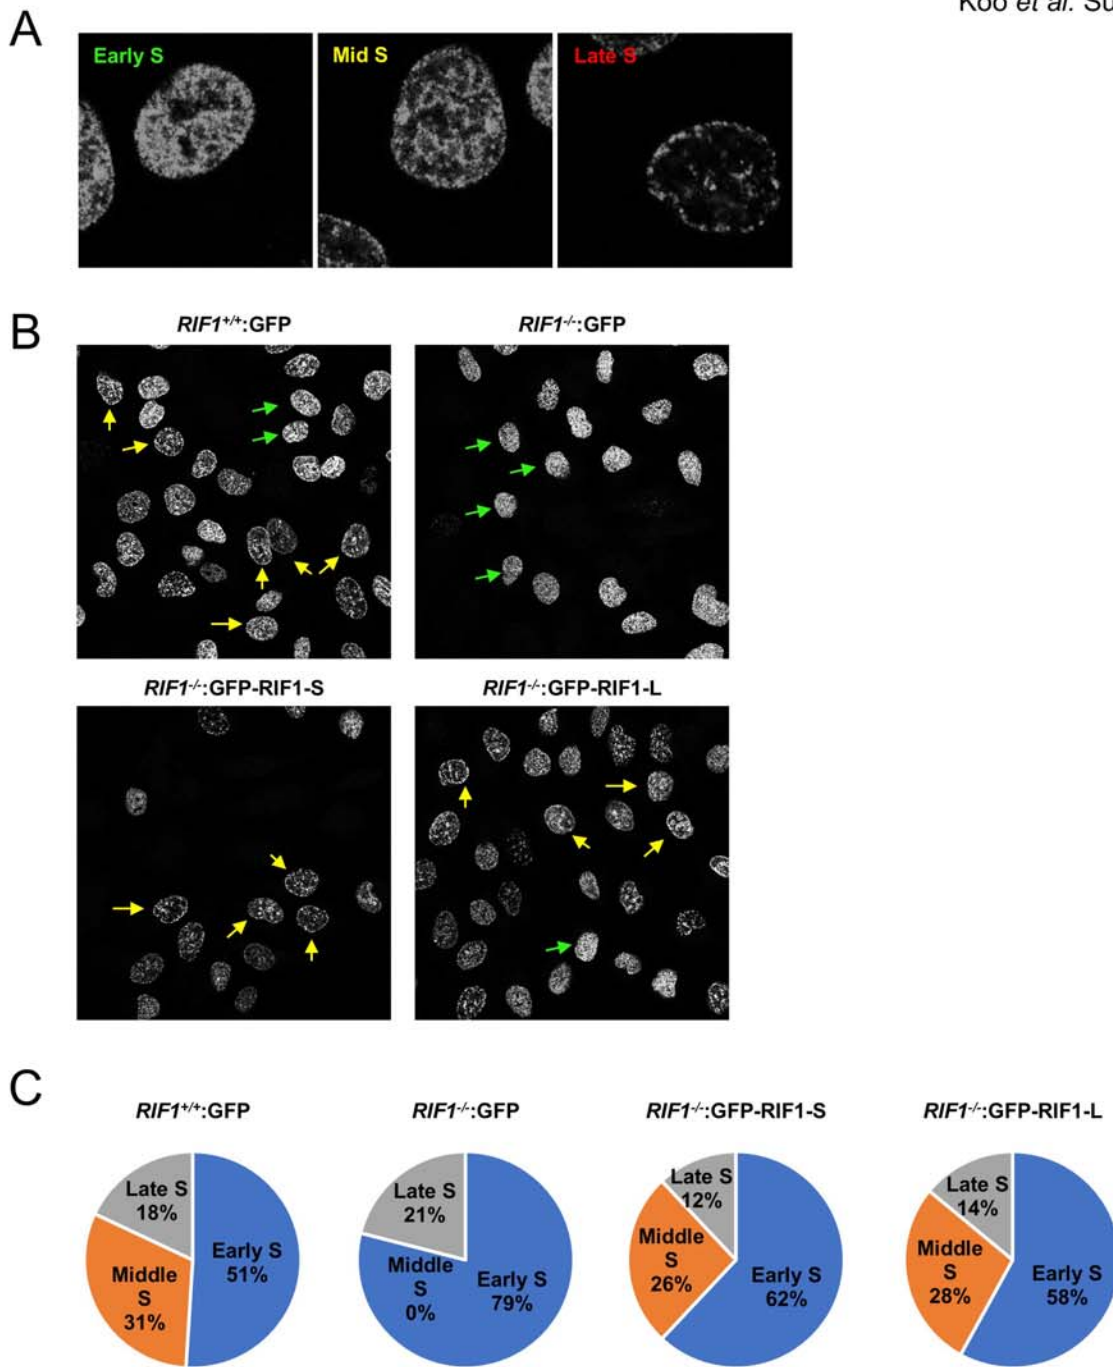 Koo et al. Su
A
Early S
Mid S
Late S
B
RIF1+/+:GFP
RIF1-/-:GFP
RIF1-/-:GFP-RIF1-S
RIF1-/-:GFP-RIF1-L
C
RIF1+/+:GFP
RIF1-/-:GFP
RIF1-/-:GFP-RIF1-S
RIF1-/-:GFP-RIF1-L
Late S
18%
Early S
51%
Middle
S
31%
Late S
21%
Middle
S
0%
Early S
79%
Late S
12%
Middle
S
26%
Early S
62%
Late S
14%
Middle
S
28%
Early S
58%